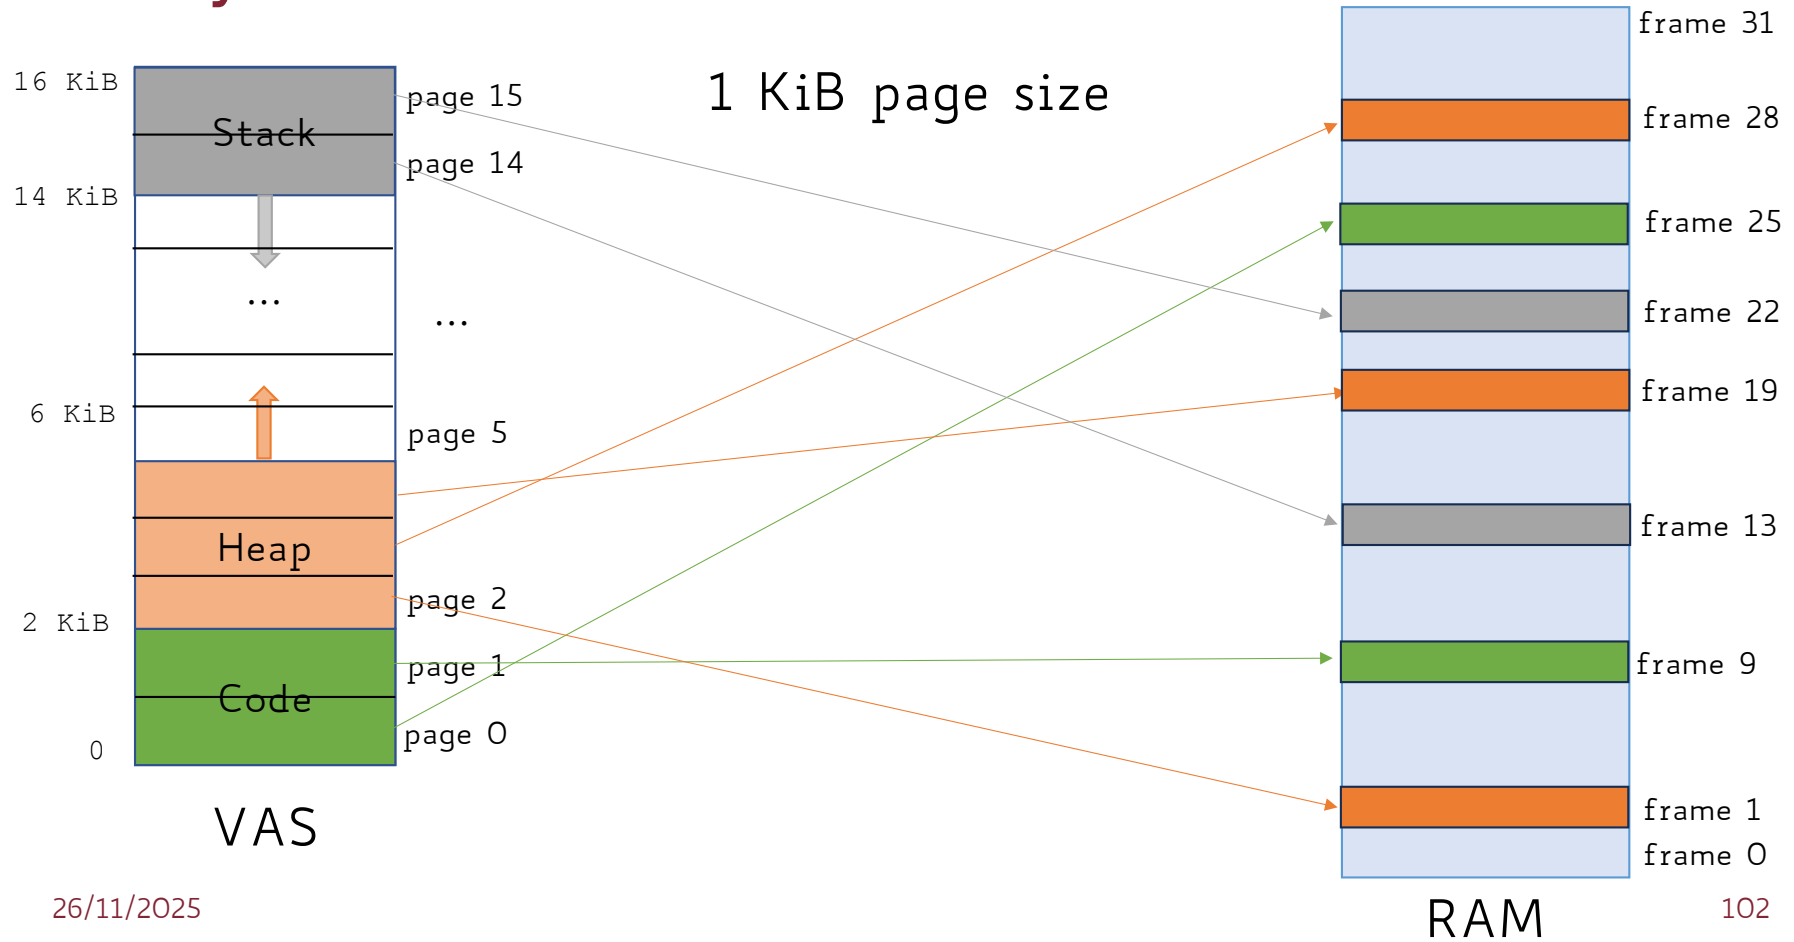 1 KiB page size
16 KiB
Stack
14 KiB
...
6 KiB
Heap
2 KiB
Code
0
VAS
page 15
page 14
...
page 5
page 2
page 1
page 0
frame 31
frame 28
frame 25
frame 22
frame 19
frame 13
frame 9
frame 1
frame 0
RAM
26/11/2025
102